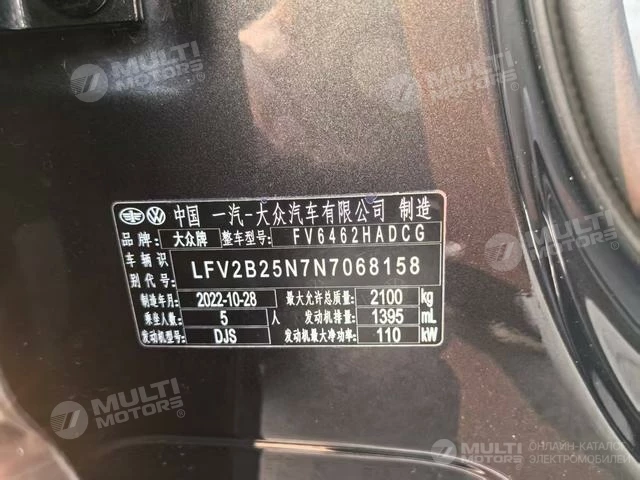 MULTI MOTORS
MULTI MOTORS
中国 一汽-大众汽车有限公司 制造
品牌: 大众牌 整车型号: FV6462HADCG
车辆识别代号: LFV2B25N7N7068158
制造年月: 2022-10-28 最大允许总质量: 2100 kg
乘坐人数: 5 人 发动机排量: 1395 mL
发动机型号: DJS 发动机最大净功率: 110 kW
MULTI MOTORS
MULTI MOTORS ОНЛАЙН-КАТАЛОГ ЭЛЕКТРОМОБИЛЕЙ